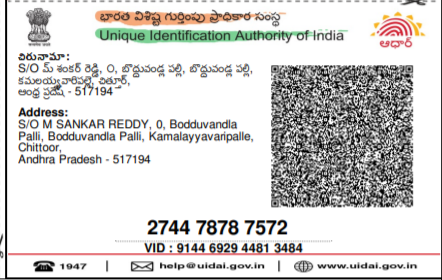 భారత విశిష్ట గుర్తింపు ప్రాధికార సంస్థ
Unique Identification Authority of India
ఆధార్
చిరునామా:
S/O మ్ శంకర్ రెడ్డి, 0, బొద్దువండ్ల పల్లి, బొద్దువండ్ల పల్లి,
కమలయ్యవారిపల్లె, చిత్తూర్,
ఆంధ్ర ప్రదేశ్ - 517194
Address:
S/O M SANKAR REDDY, 0, Bodduvandla
Palli, Bodduvandla Palli, Kamalayyavaripalle,
Chittoor,
Andhra Pradesh - 517194
2744 7878 7572
VID : 9144 6929 4481 3484
1947 | help@uidai.gov.in | www.uidai.gov.in